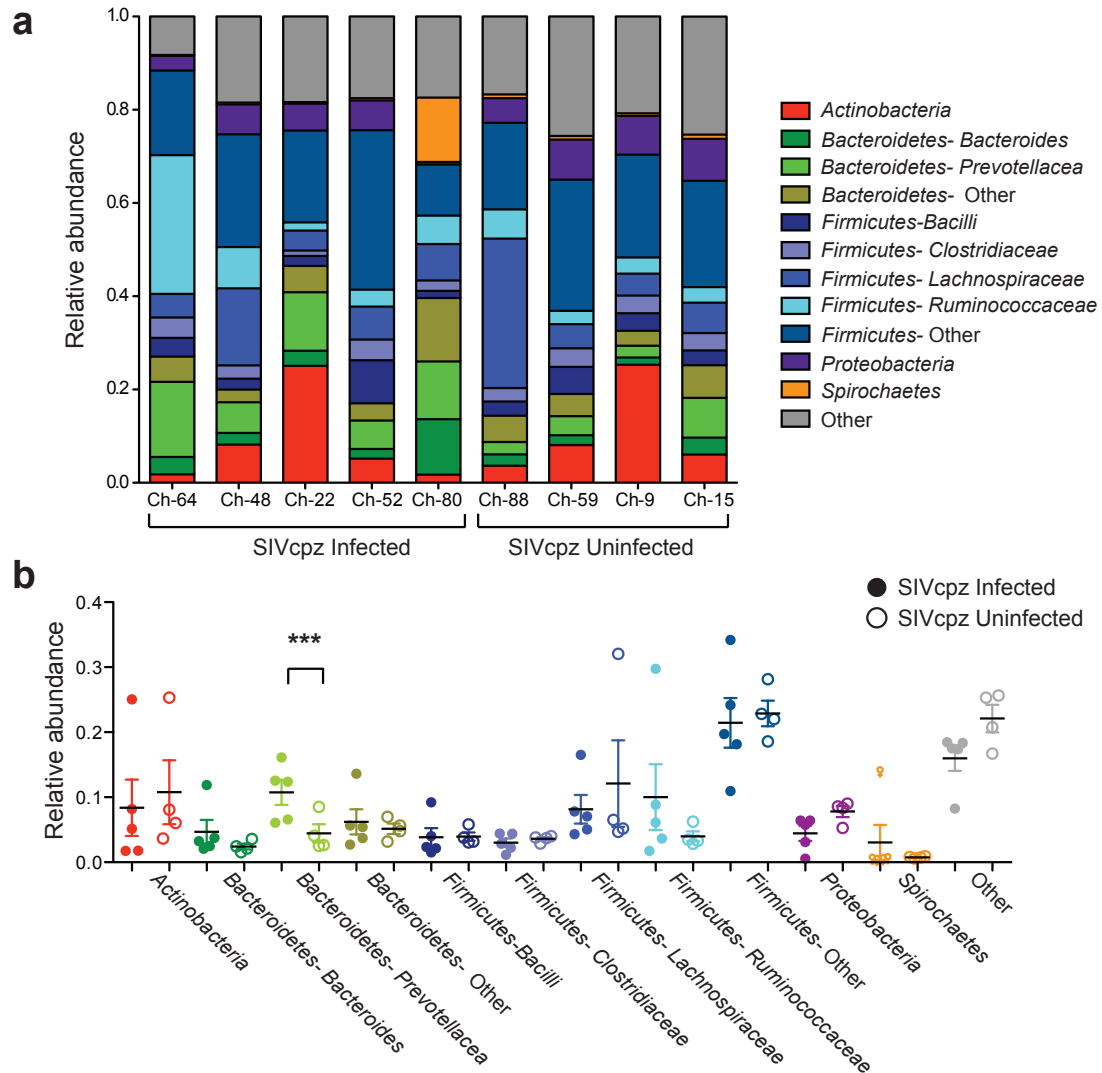 a
Relative abundance
1.0
0.8
0.6
0.4
0.2
0.0
Ch-64 Ch-48 Ch-22 Ch-52 Ch-80 Ch-88 Ch-59 Ch-9 Ch-15
SIVcpz Infected SIVcpz Uninfected
Actinobacteria
Bacteroidetes- Bacteroides
Bacteroidetes- Prevotellacea
Bacteroidetes- Other
Firmicutes-Bacilli
Firmicutes- Clostridiaceae
Firmicutes- Lachnospiraceae
Firmicutes- Ruminococcaceae
Firmicutes- Other
Proteobacteria
Spirochaetes
Other
b
SIVcpz Infected
SIVcpz Uninfected
Relative abundance
0.4
0.3
0.2
0.1
0.0
***
Actinobacteria
Bacteroidetes- Bacteroides
Bacteroidetes- Prevotellacea
Bacteroidetes- Other
Firmicutes-Bacilli
Firmicutes- Clostridiaceae
Firmicutes- Lachnospiraceae
Firmicutes- Ruminococcaceae
Firmicutes- Other
Proteobacteria
Spirochaetes
Other